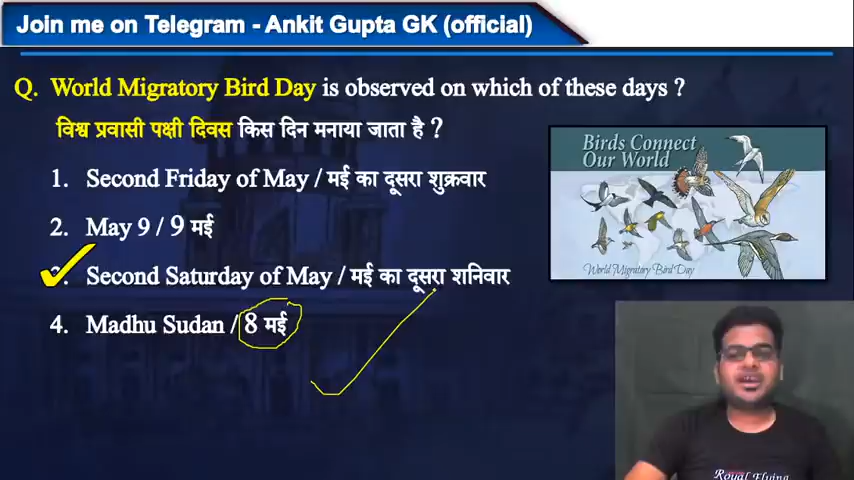 Join me on Telegram - Ankit Gupta GK (official)
Q. World Migratory Bird Day is observed on which of these days ?
विश्व प्रवासी पक्षी दिवस किस दिन मनाया जाता है ?
1. Second Friday of May / मई का दूसरा शुक्रवार
2. May 9 / 9 मई
Second Saturday of May / मई का दूसरा शनिवार
4. Madhu Sudan / 8 मई
Birds Connect
Our World
World Migratory Bird Day
Royal Flying